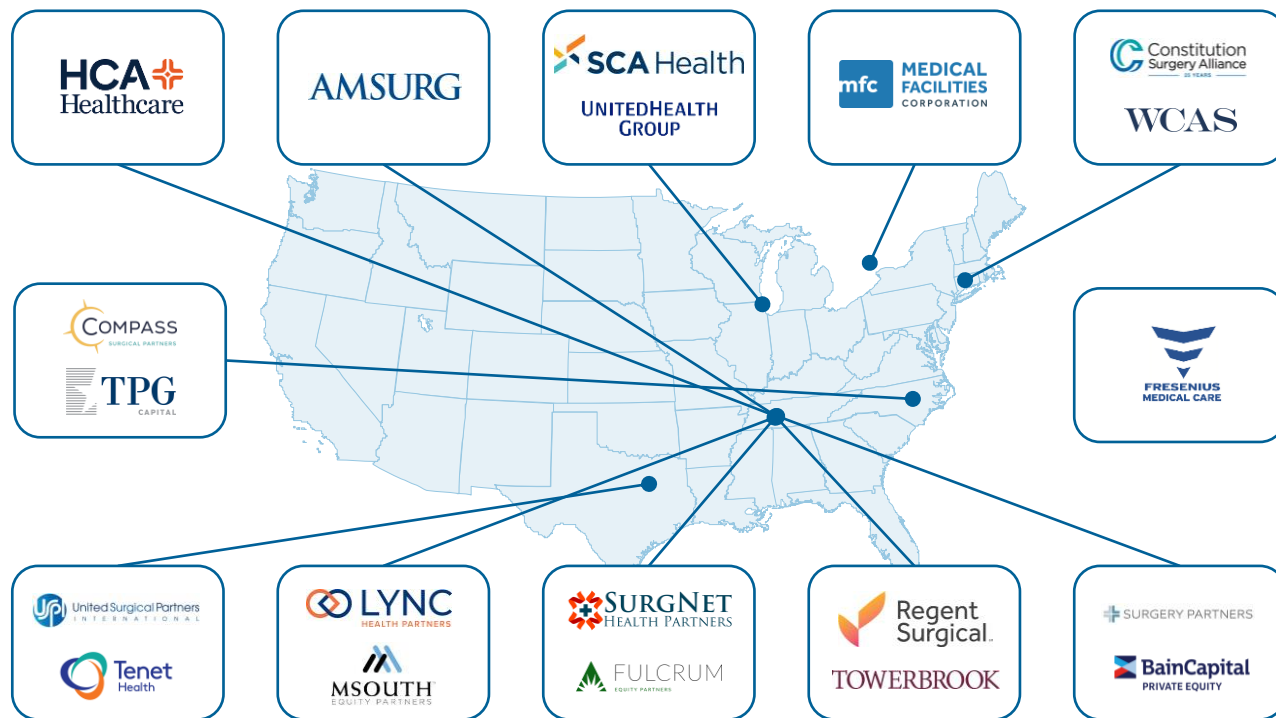 HCA
Healthcare
AMSURG
SCA Health
UNITEDHEALTH
GROUP
mfc MEDICAL
FACILITIES
CORPORATION
Constitution
Surgery Alliance
WCAS
COMPASS
SURGICAL PARTNERS
TPG
CAPITAL
FRESENIUS
MEDICAL CARE
USPI United Surgical Partners
INTERNATIONAL
Tenet
Health
LYNC
HEALTH PARTNERS
MSOUTH
EQUITY PARTNERS
SURGNET
HEALTH PARTNERS
FULCRUM
EQUITY PARTNERS
Regent
Surgical
TOWERBROOK
SURGERY PARTNERS
BainCapital
PRIVATE EQUITY